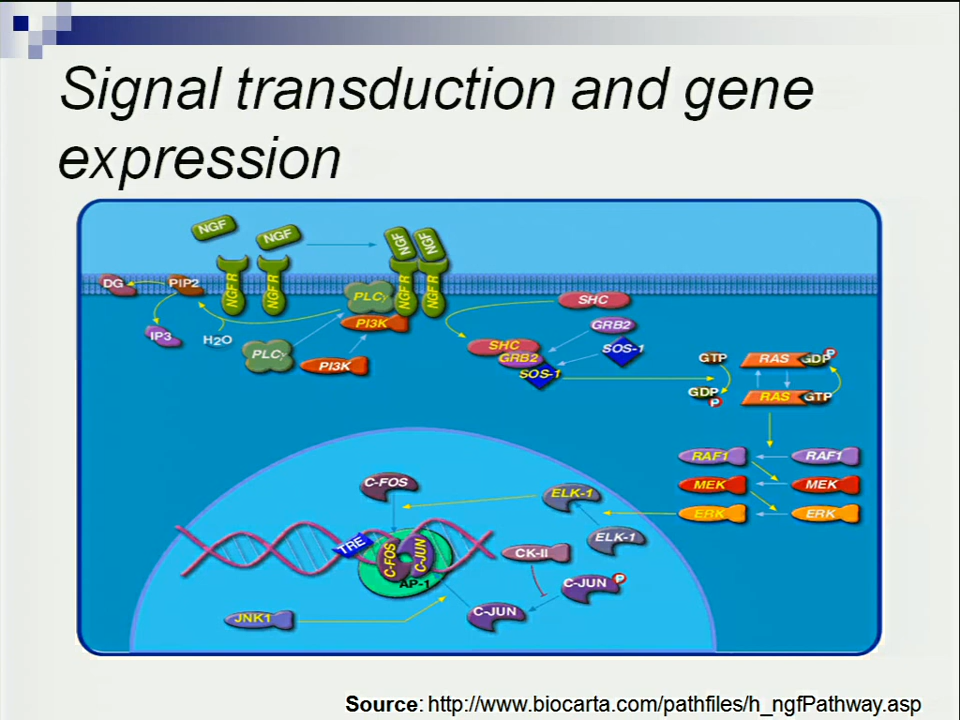 Signal transduction and gene
expression
NGF
NGF
NGF
NGF
DG
PIP2
NGF R
NGF R
PLCγ
NGF R
NGF R
SHC
PI3K
IP3
H2O
GRB2
PLCγ
PI3K
SHC
GRB2
SOS-1
SOS-1
GTP
RAS
GDP
P
GDP
P
RAS
GTP
RAF1
RAF1
MEK
MEK
ERK
ERK
C-FOS
ELK-1
ELK-1
TRE
C-FOS
C-JUN
AP-1
CK-II
C-JUN
P
C-JUN
JNK1
Source: http://www.biocarta.com/pathfiles/h_ngfPathway.asp